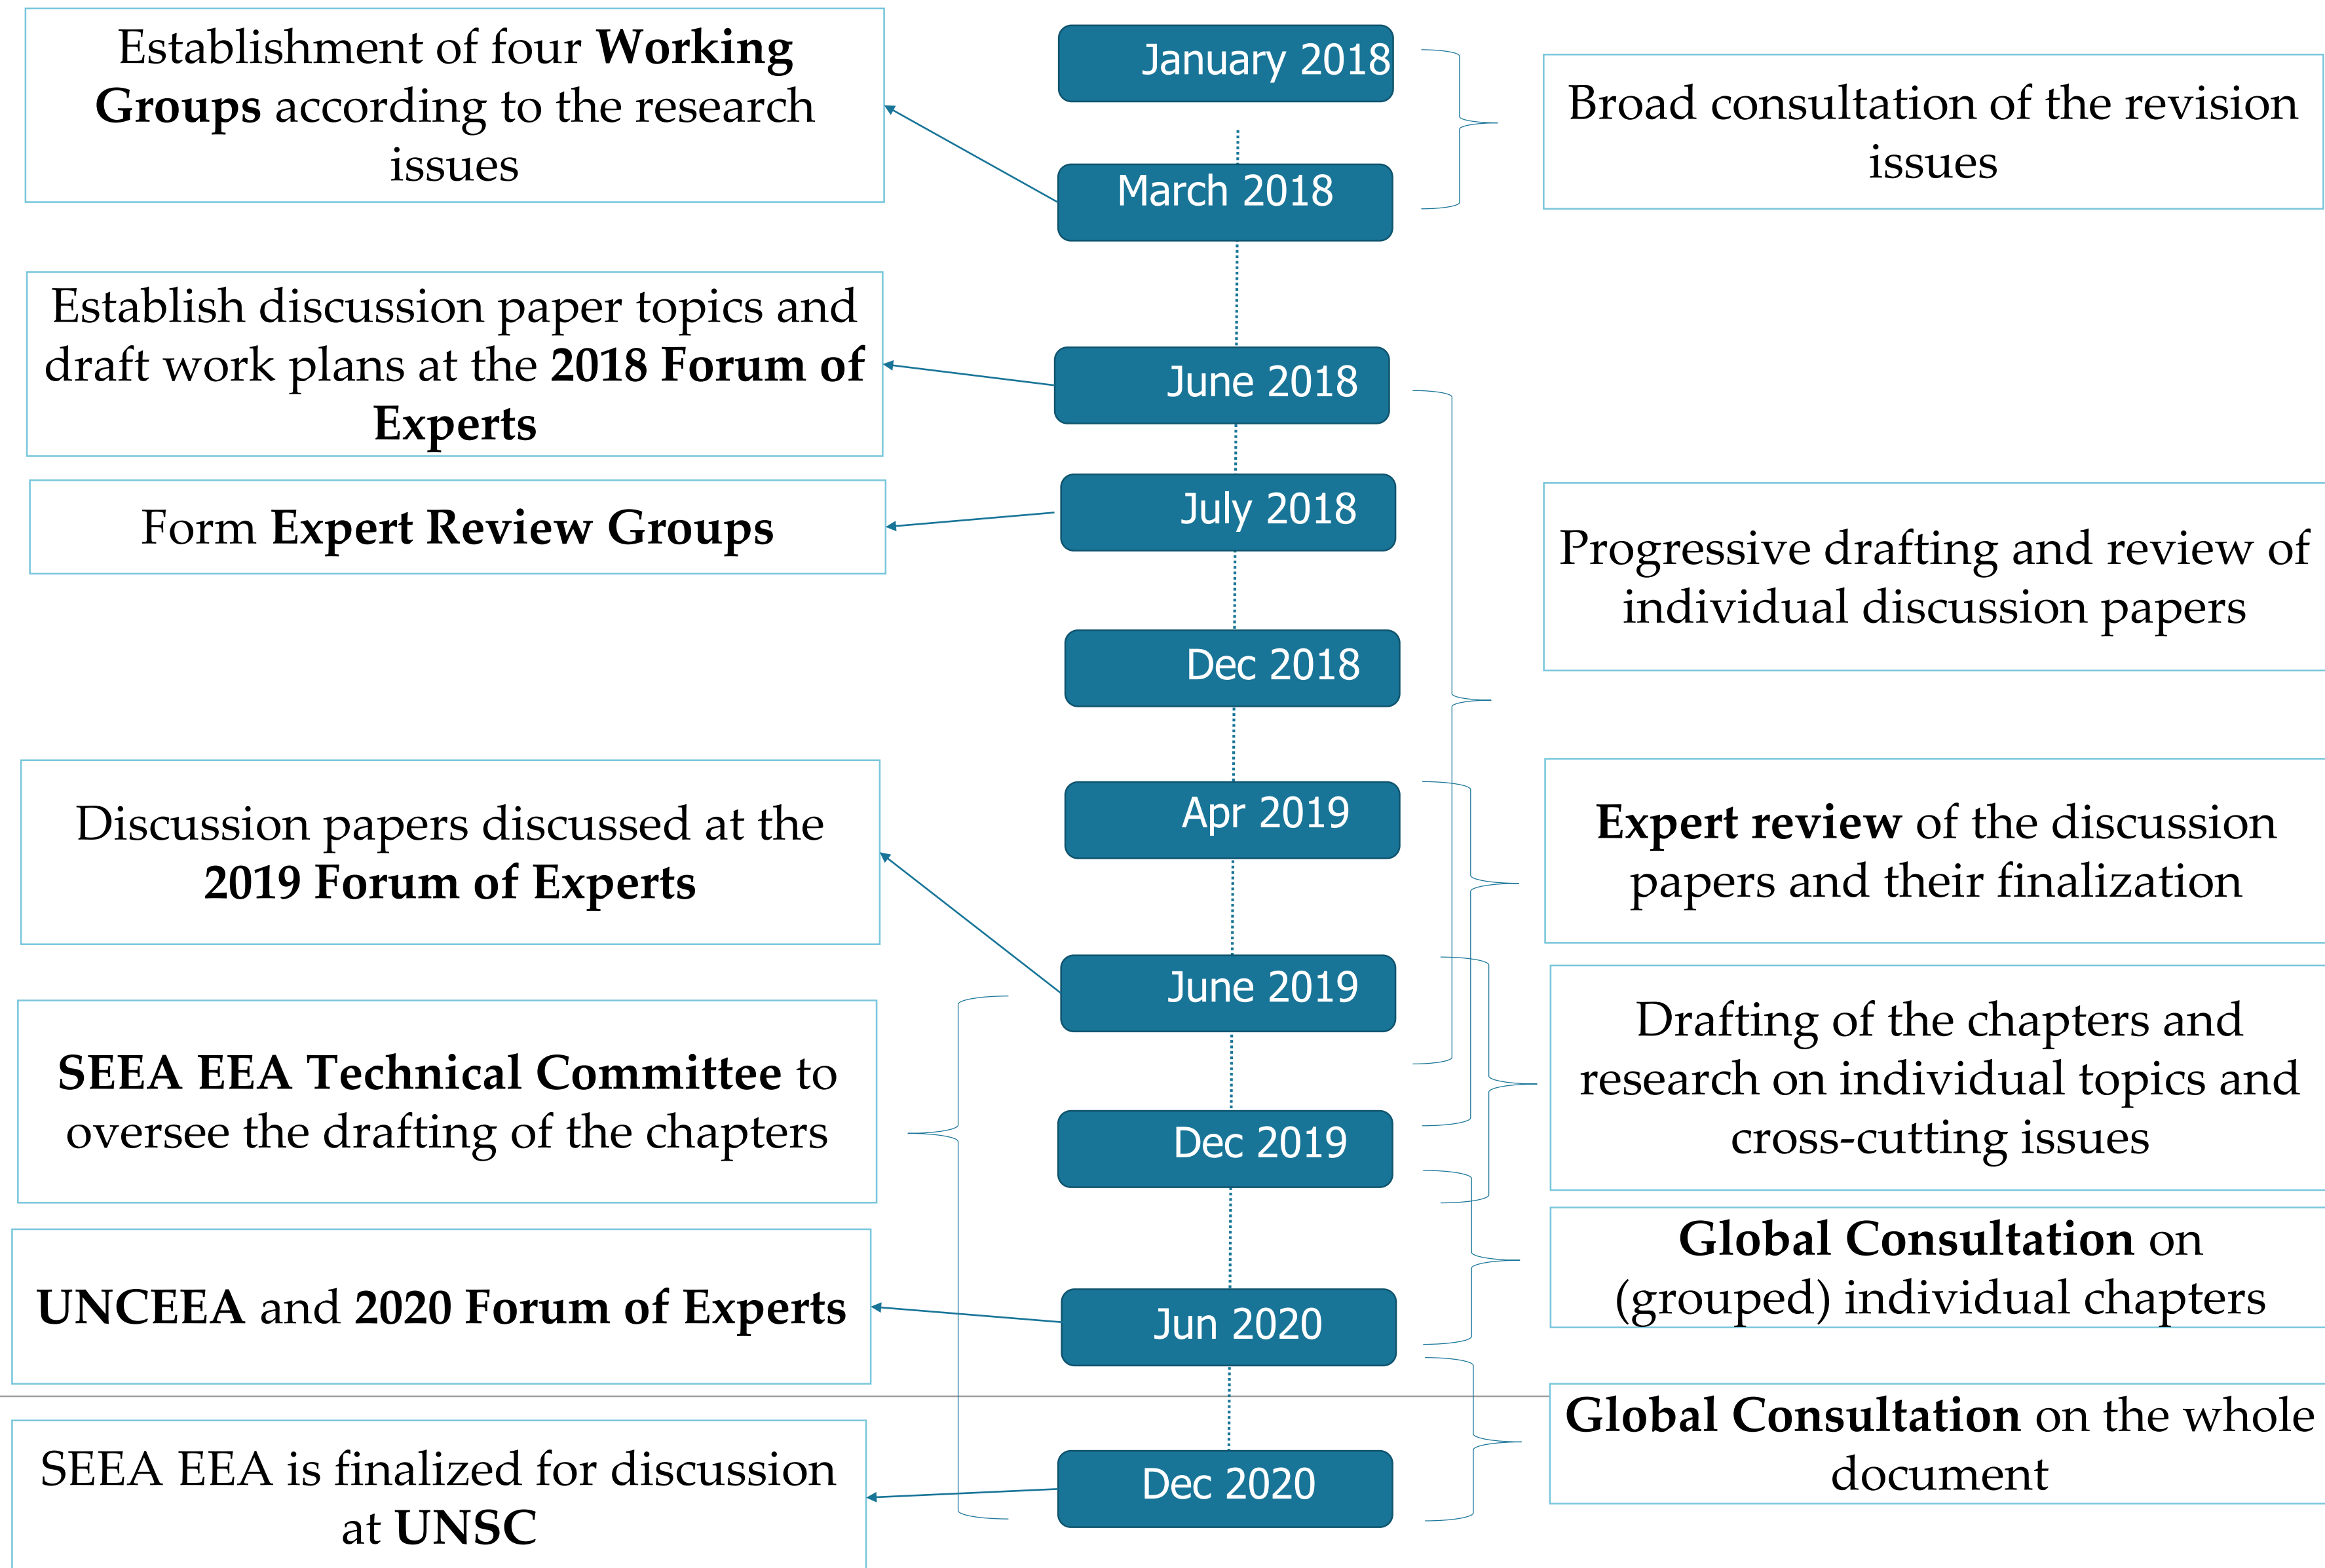 Establishment of four Working
Groups according to the research
issues
January 2018
Broad consultation of the revision
issues
March 2018
Establish discussion paper topics and
draft work plans at the 2018 Forum of
Experts
June 2018
Form Expert Review Groups
July 2018
Progressive drafting and review of
individual discussion papers
Dec 2018
Discussion papers discussed at the
2019 Forum of Experts
Apr 2019
Expert review of the discussion
papers and their finalization
June 2019
SEEA EEA Technical Committee to
oversee the drafting of the chapters
Drafting of the chapters and
research on individual topics and
cross-cutting issues
Dec 2019
UNCEEA and 2020 Forum of Experts
Jun 2020
Global Consultation on
(grouped) individual chapters
SEEA EEA is finalized for discussion
at UNSC
Dec 2020
Global Consultation on the whole
document